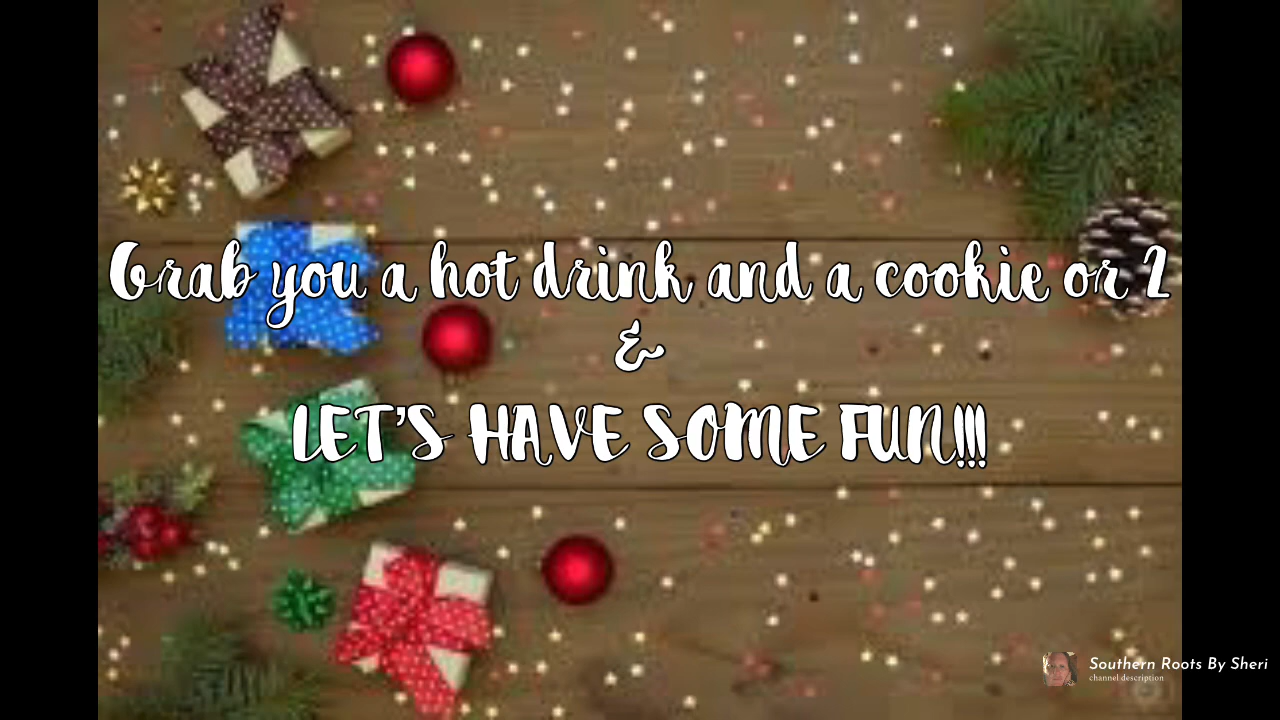 Grab you a hot drink and a cookie or 2
&
LET'S HAVE SOME FUN!!!
Southern Roots By Sheri
channel description